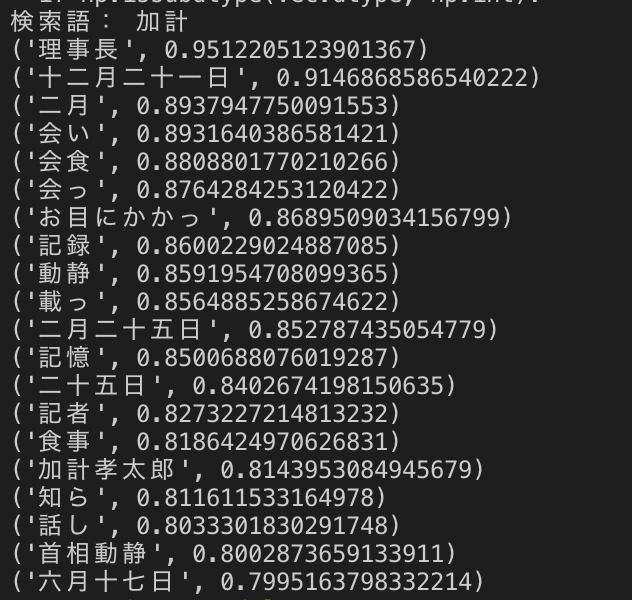 検索語： 加計
('理事長', 0.9512205123901367)
('十二月二十一日', 0.9146868586540222)
('二月', 0.8937947750091553)
('会い', 0.8931640386581421)
('会食', 0.8808801770210266)
('会っ', 0.8764284253120422)
('お目にかかっ', 0.8689509034156799)
('記録', 0.8600229024887085)
('動静', 0.8591954708099365)
('載っ', 0.8564885258674622)
('二月二十五日', 0.852787435054779)
('記憶', 0.8500688076019287)
('二十五日', 0.8402674198150635)
('記者', 0.8273227214813232)
('食事', 0.8186424970626831)
('加計孝太郎', 0.8143953084945679)
('知ら', 0.811611533164978)
('話し', 0.8033301830291748)
('首相動静', 0.8002873659133911)
('六月十七日', 0.7995163798332214)